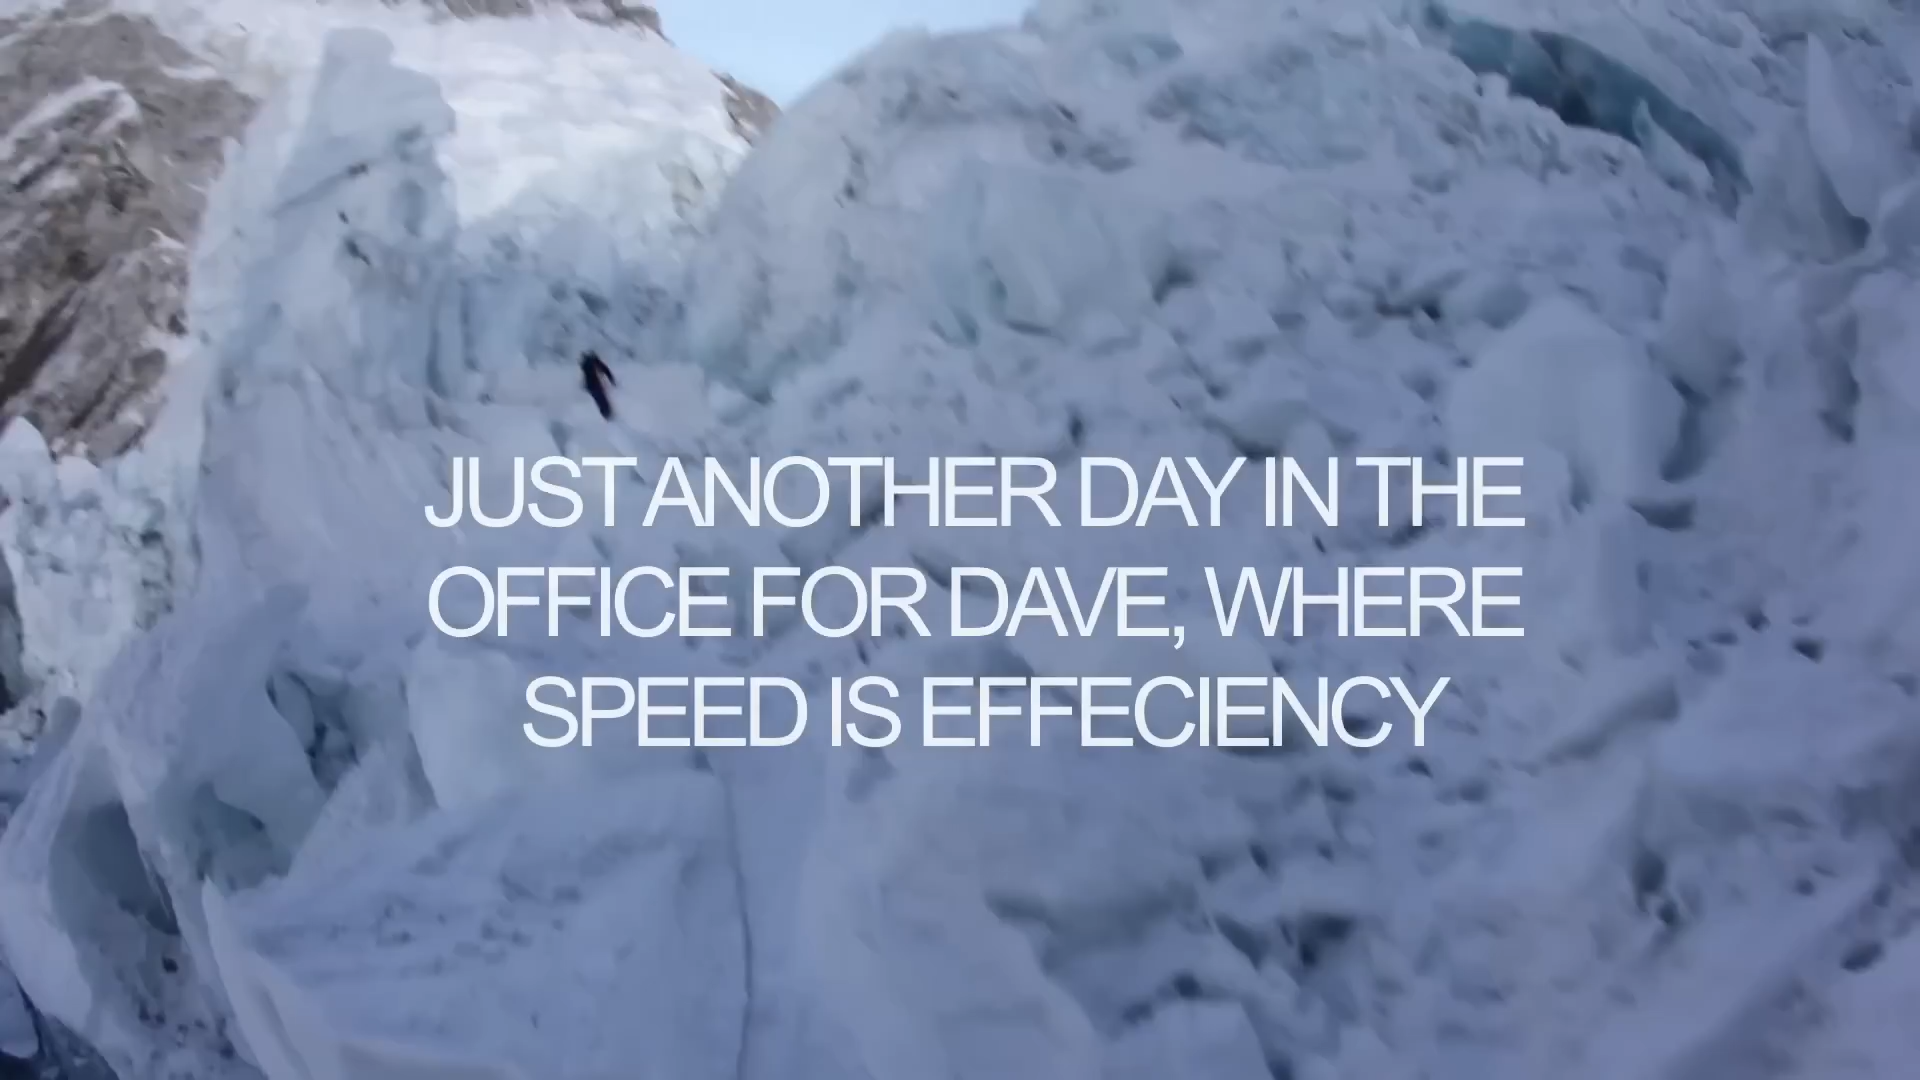 JUST ANOTHER DAY IN THE
OFFICE FOR DAVE, WHERE
SPEED IS EFFECIENCY